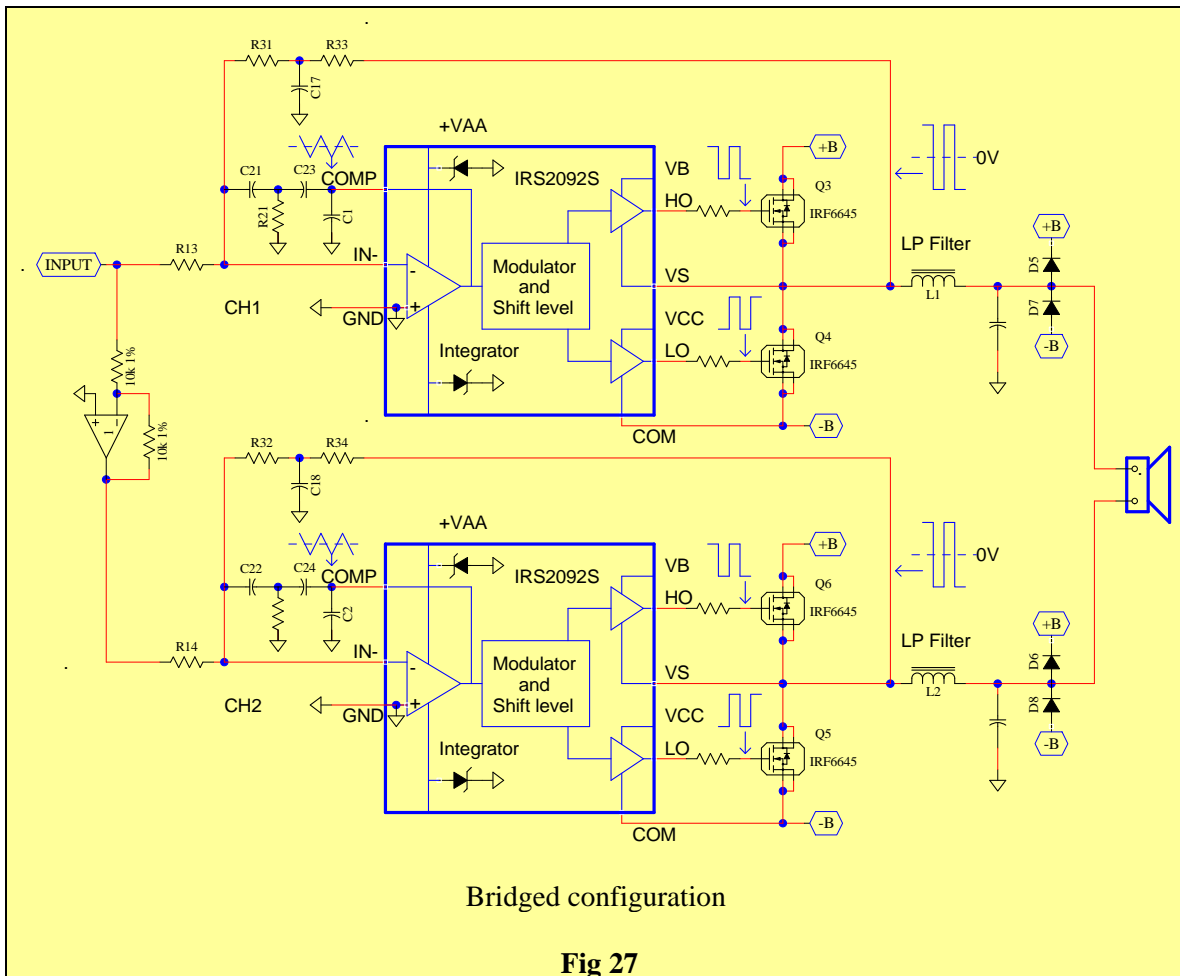 R31
R33
C17
+VAA
IRS2092S
VB
HO
+B
Q3
IRF6645
-0V
C21
C23
COMP
R21
C1
INPUT
R13
IN-
-
+
GND
CH1
Modulator
and
Shift level
Integrator
VS
VCC
LO
COM
Q4
IRF6645
-B
LP Filter
L1
+B
D5
D7
-B
10k 1%
10k 1%
+
-
1
R32
R34
C18
+VAA
IRS2092S
VB
HO
+B
Q6
IRF6645
-0V
C22
C24
COMP
C2
R14
IN-
-
+
GND
CH2
Modulator
and
Shift level
Integrator
VS
VCC
LO
COM
Q5
IRF6645
-B
LP Filter
L2
+B
D6
D8
-B
Bridged configuration
Fig 27